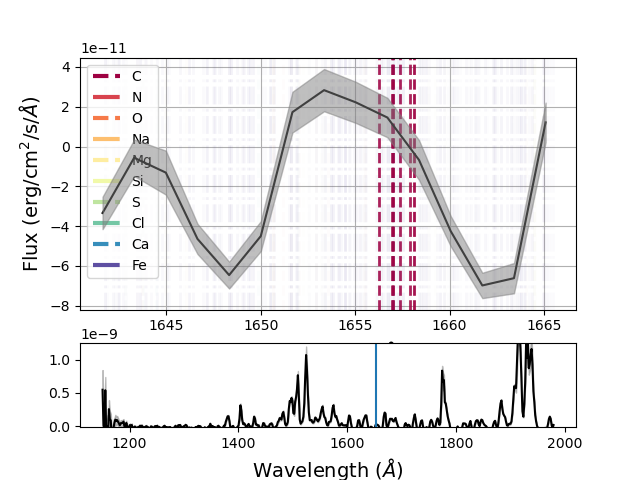 1e−11
4
2
0
−2
−4
−6
−8
Flux (erg/cm²/s/Å)
C
N
O
Na
Mg
Si
S
Cl
Ca
Fe
1645 1650 1655 1660 1665
1e−9
1.0
0.5
0.0
1200 1400 1600 1800 2000
Wavelength (Å)